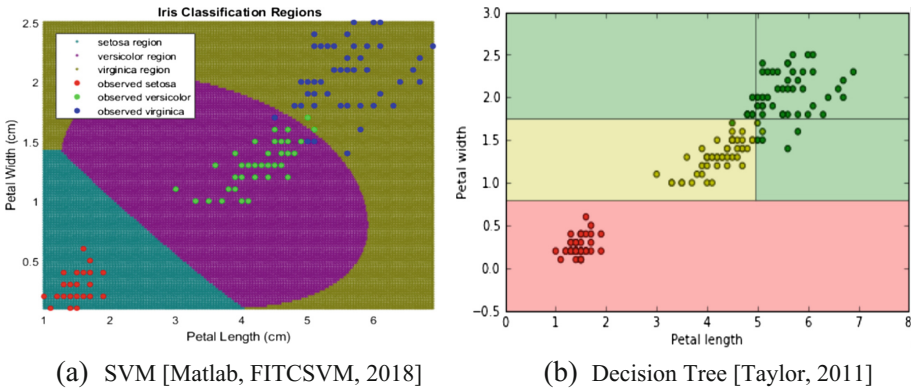 Iris Classification Regions
setosa region
versicolor region
virginica region
observed setosa
observed versicolor
observed virginica
Petal Width (cm)
2.5
2
1.5
1
0.5
1
2
3
4
5
6
Petal Length (cm)
(a) SVM [Matlab, FITCSVM, 2018]
Petal width
3.0
2.5
2.0
1.5
1.0
0.5
0.0
−0.5
0
1
2
3
4
5
6
7
8
Petal length
(b) Decision Tree [Taylor, 2011]